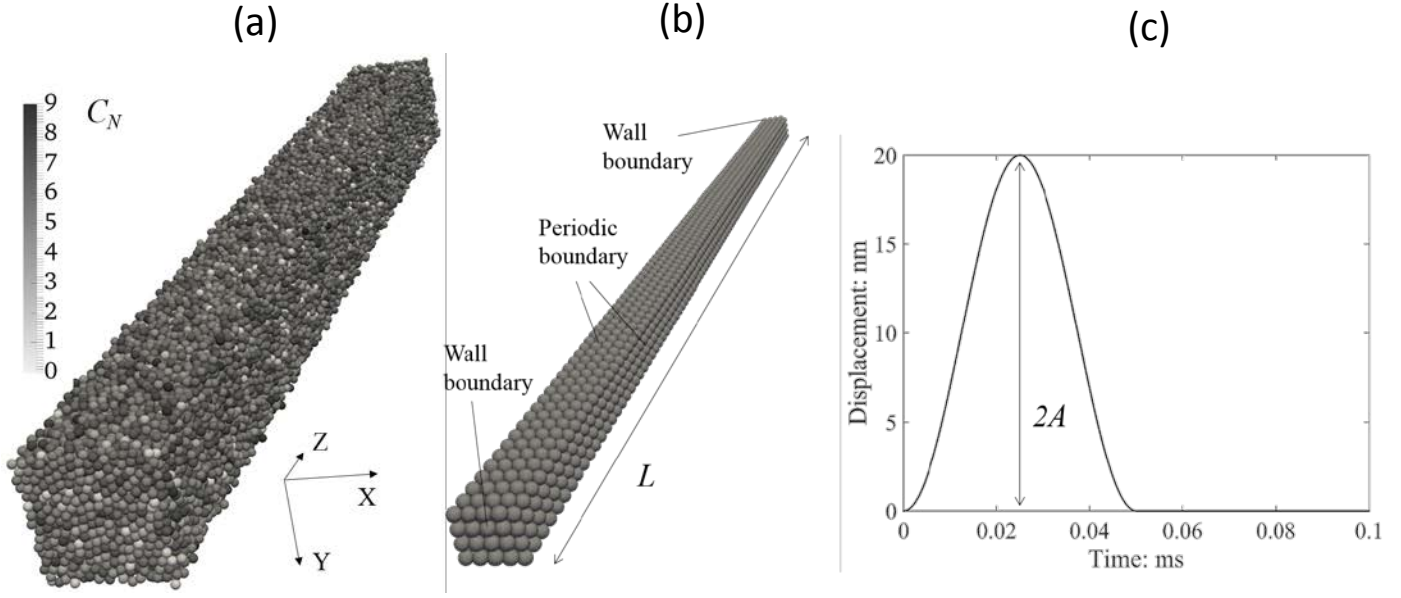 (a)
(b)
(c)
9
8
7
6
5
4
3
2
1
0
C_N
Z
X
Y
Wall
boundary
Periodic
boundary
Wall
boundary
L
20
15
10
5
0
Displacement: nm
2A
0
0.02
0.04
0.06
0.08
0.1
Time: ms